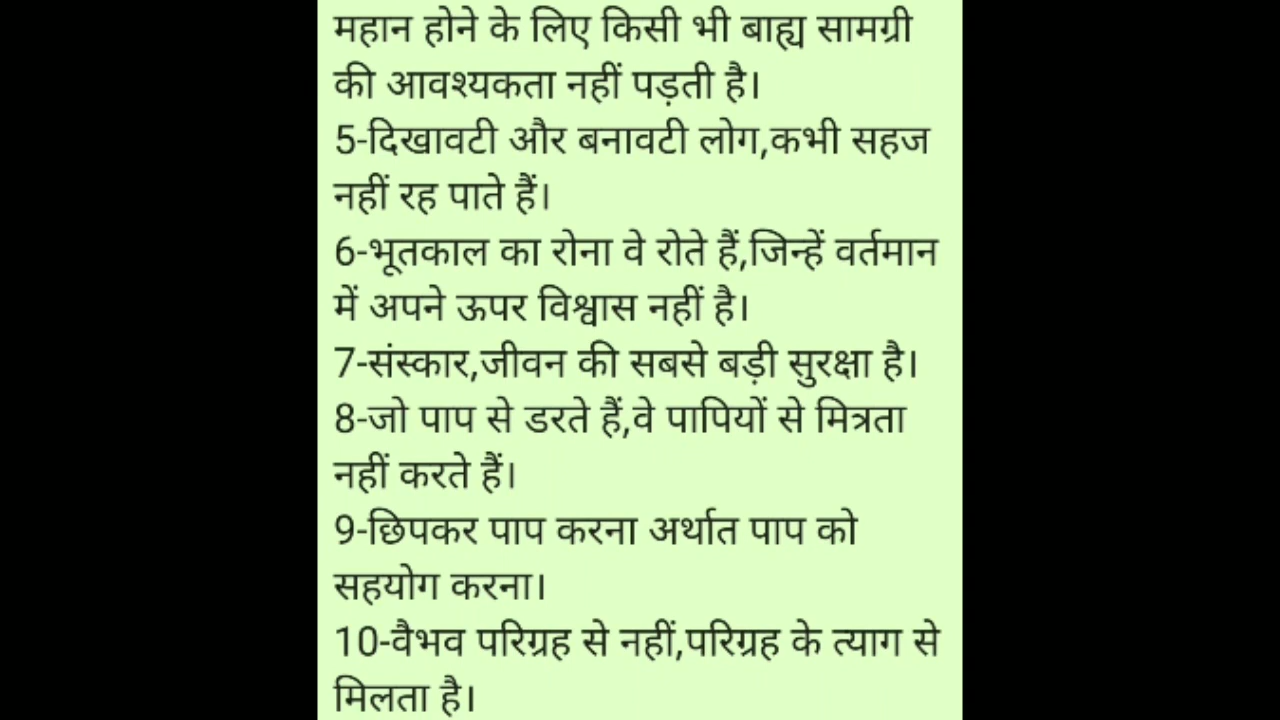 महान होने के लिए किसी भी बाह्य सामग्री
की आवश्यकता नहीं पड़ती है।
5-दिखावटी और बनावटी लोग,कभी सहज
नहीं रह पाते हैं।
6-भूतकाल का रोना वे रोते हैं,जिन्हें वर्तमान
में अपने ऊपर विश्वास नहीं है।
7-संस्कार,जीवन की सबसे बड़ी सुरक्षा है।
8-जो पाप से डरते हैं,वे पापियों से मित्रता
नहीं करते हैं।
9-छिपकर पाप करना अर्थात पाप को
सहयोग करना।
10-वैभव परिग्रह से नहीं,परिग्रह के त्याग से
मिलता है।